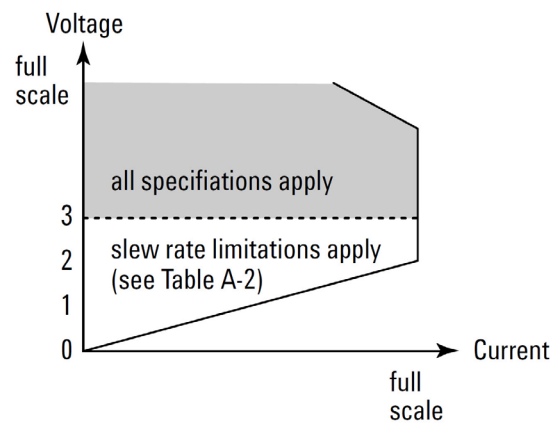 Voltage
full
scale
all specifiations apply
3
slew rate limitations apply
2
(see Table A-2)
1
0
Current
full
scale